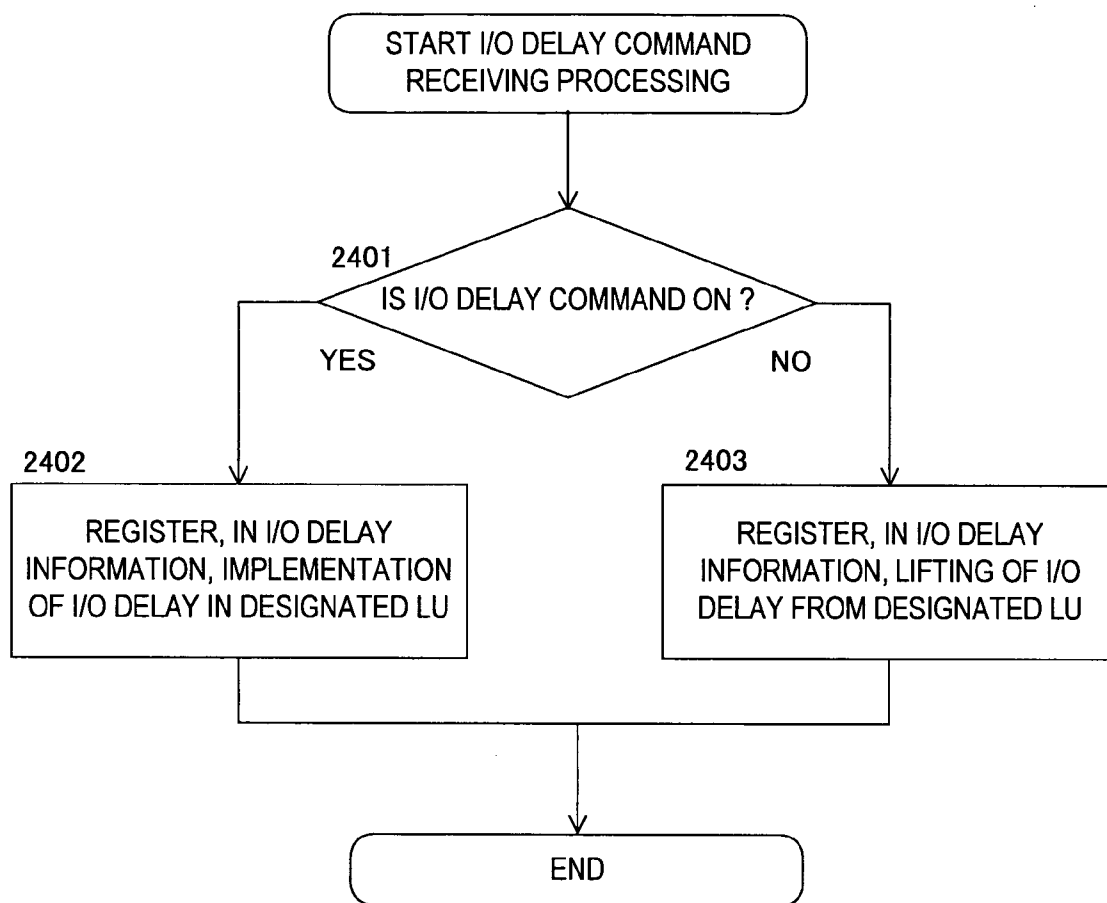 START I/O DELAY COMMAND
RECEIVING PROCESSING
2401
IS I/O DELAY COMMAND ON ?
YES
NO
2402
REGISTER, IN I/O DELAY
INFORMATION, IMPLEMENTATION
OF I/O DELAY IN DESIGNATED LU
2403
REGISTER, IN I/O DELAY
INFORMATION, LIFTING OF I/O
DELAY FROM DESIGNATED LU
END